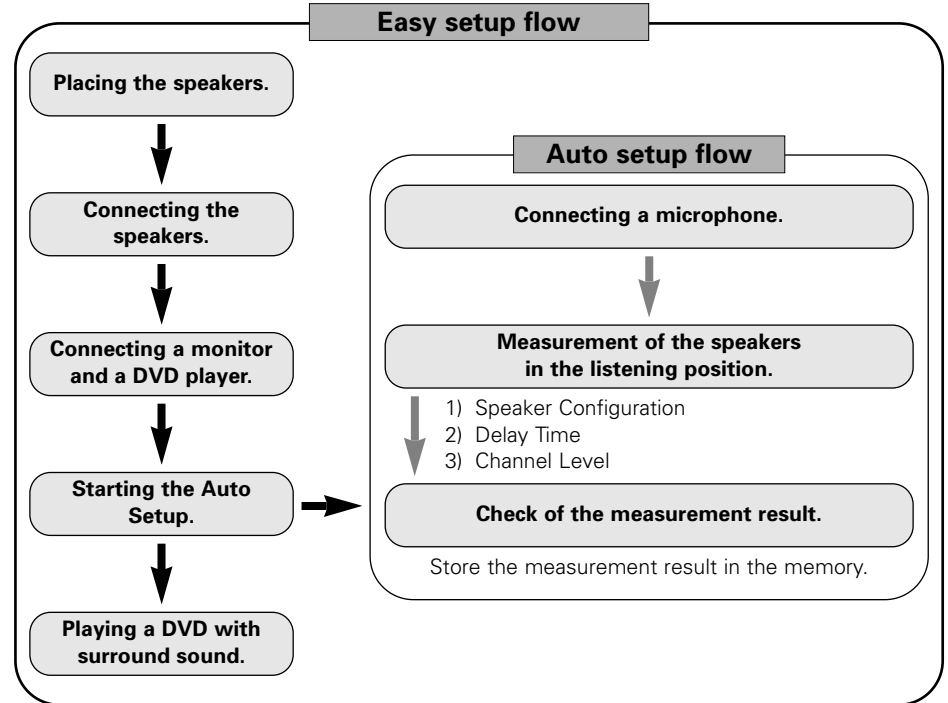 Easy setup flow
Placing the speakers.
Connecting the
speakers.
Connecting a monitor
and a DVD player.
Starting the Auto
Setup.
Playing a DVD with
surround sound.
Auto setup flow
Connecting a microphone.
Measurement of the speakers
in the listening position.
1) Speaker Configuration
2) Delay Time
3) Channel Level
Check of the measurement result.
Store the measurement result in the memory.